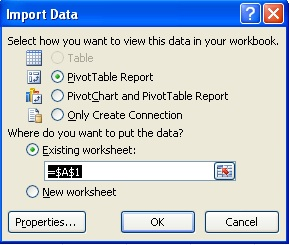 Import Data
Select how you want to view this data in your workbook.
Table
PivotTable Report
PivotChart and PivotTable Report
Only Create Connection
Where do you want to put the data?
Existing worksheet:
=$A$1
New worksheet
Properties... OK Cancel